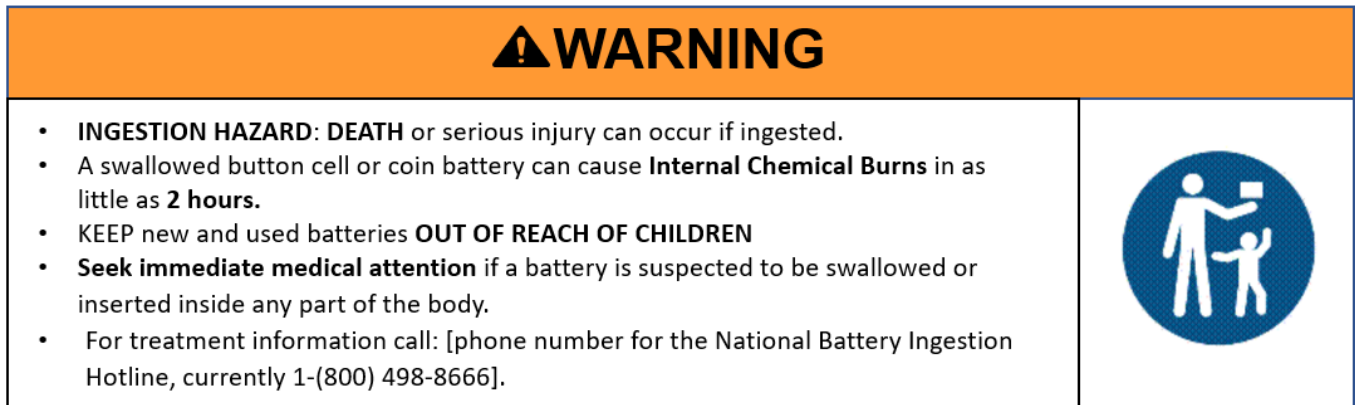 ⚠WARNING
• INGESTION HAZARD: DEATH or serious injury can occur if ingested.
• A swallowed button cell or coin battery can cause Internal Chemical Burns in as
little as 2 hours.
• KEEP new and used batteries OUT OF REACH OF CHILDREN
• Seek immediate medical attention if a battery is suspected to be swallowed or
inserted inside any part of the body.
• For treatment information call: [phone number for the National Battery Ingestion
Hotline, currently 1-(800) 498-8666].